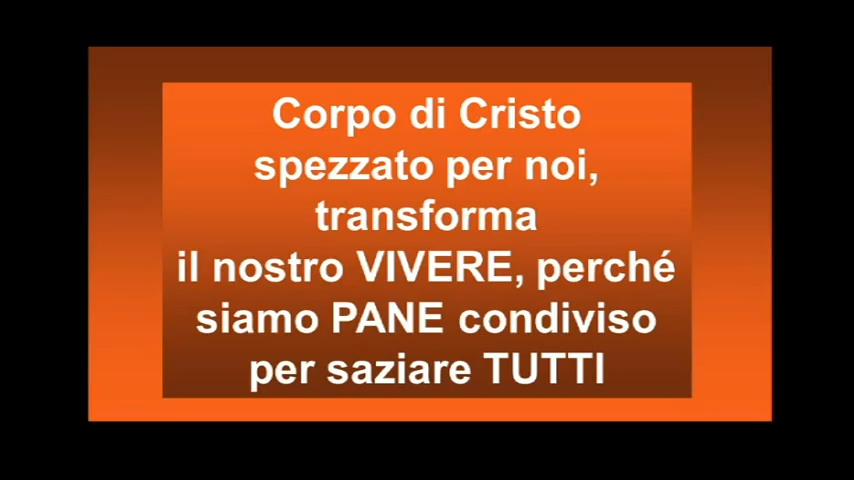 Corpo di Cristo
spezzato per noi,
transforma
il nostro VIVERE, perché
siamo PANE condiviso
per saziare TUTTI